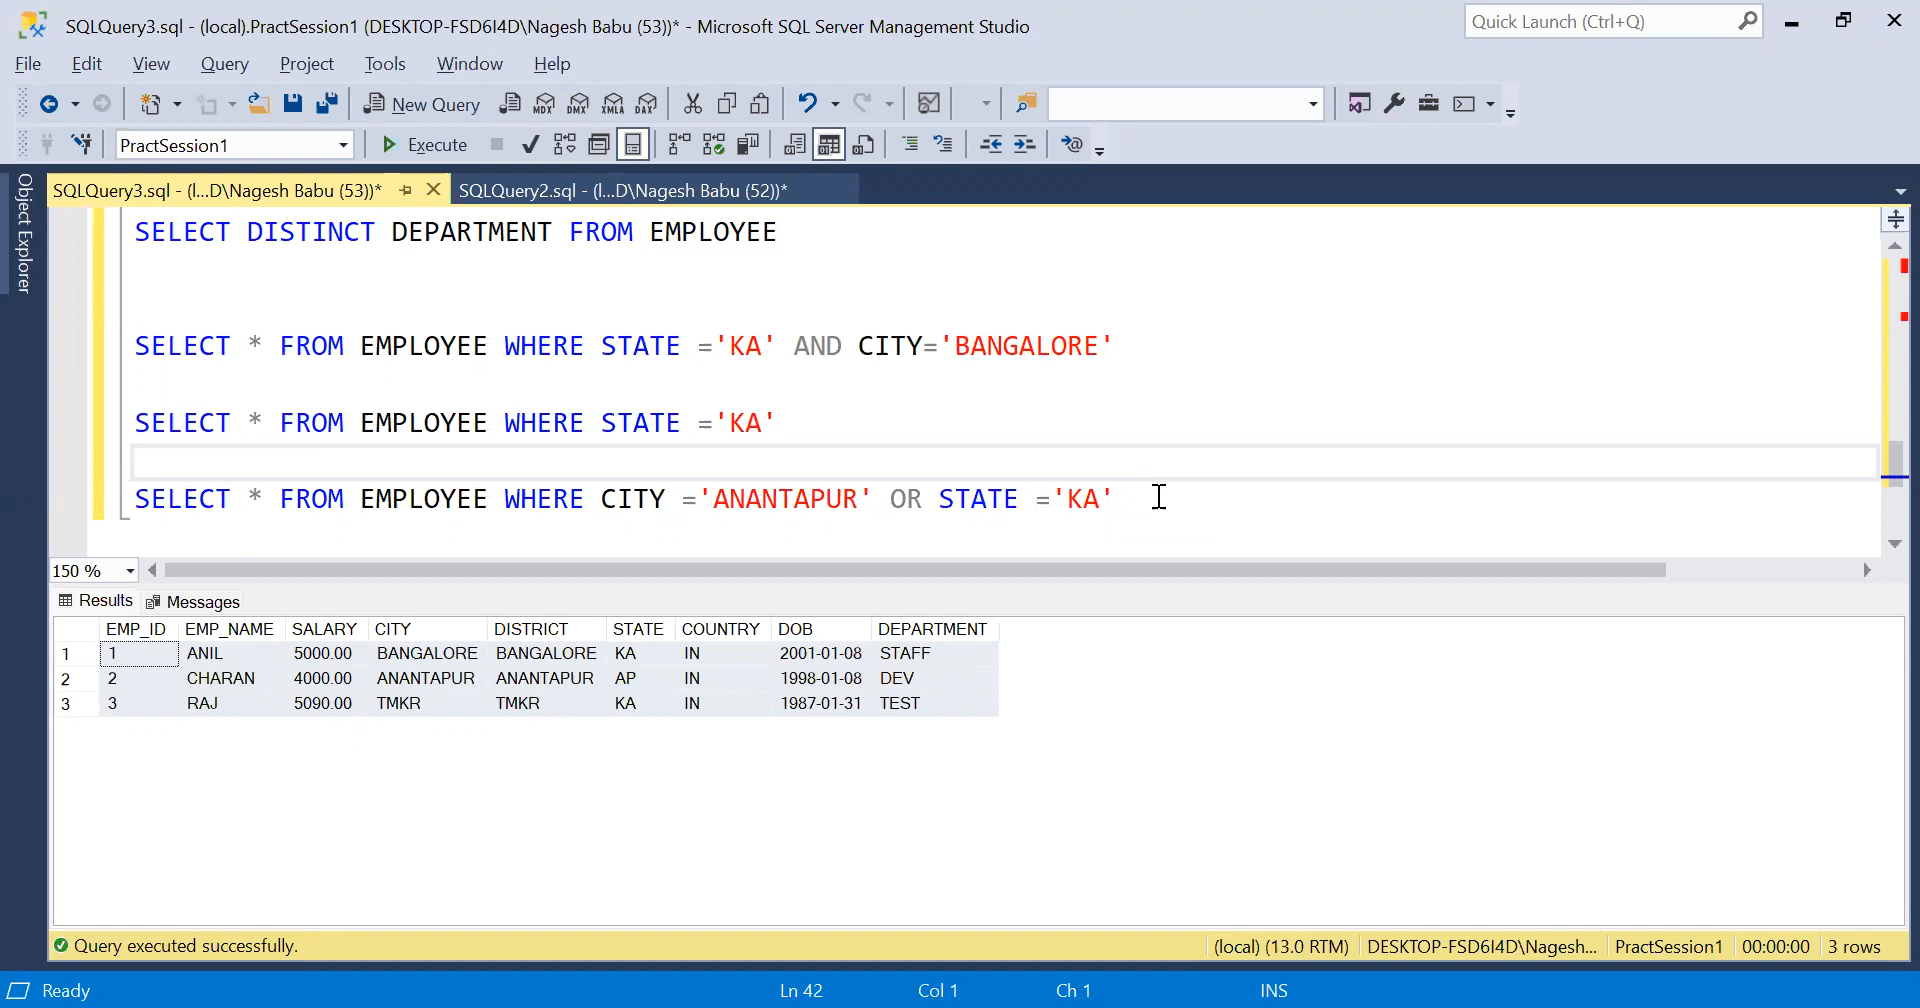 SQLQuery3.sql - (local).PractSession1 (DESKTOP-FSD6I4D\Nagesh Babu (53))* - Microsoft SQL Server Management Studio
Quick Launch (Ctrl+Q)
File Edit View Query Project Tools Window Help
New Query MDX DMX XMLA DAX
PractSession1 Execute
Object Explorer
SQLQuery3.sql - (l...D\Nagesh Babu (53))* SQLQuery2.sql - (l...D\Nagesh Babu (52))*
SELECT DISTINCT DEPARTMENT FROM EMPLOYEE
SELECT * FROM EMPLOYEE WHERE STATE ='KA' AND CITY='BANGALORE'
SELECT * FROM EMPLOYEE WHERE STATE ='KA'
SELECT * FROM EMPLOYEE WHERE CITY ='ANANTAPUR' OR STATE ='KA'
150 %
Results Messages
EMP_ID EMP_NAME SALARY CITY DISTRICT STATE COUNTRY DOB DEPARTMENT
1 1 ANIL 5000.00 BANGALORE BANGALORE KA IN 2001-01-08 STAFF
2 2 CHARAN 4000.00 ANANTAPUR ANANTAPUR AP IN 1998-01-08 DEV
3 3 RAJ 5090.00 TMKR TMKR KA IN 1987-01-31 TEST
Query executed successfully. (local) (13.0 RTM) DESKTOP-FSD6I4D\Nagesh... PractSession1 00:00:00 3 rows
Ready Ln 42 Col 1 Ch 1 INS